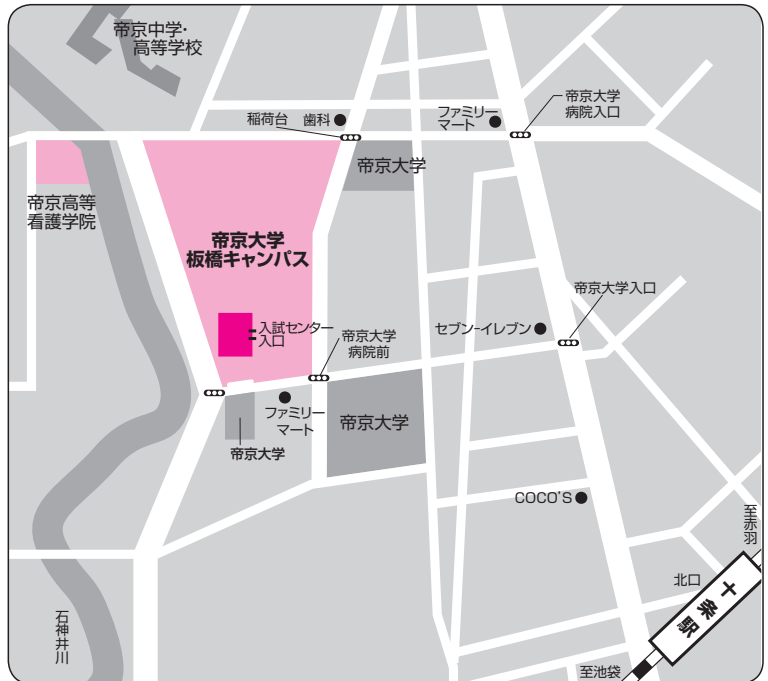 帝京中学・
高等学校
稲荷台
歯科
ファミリー
マート
帝京大学
病院入口
帝京大学
帝京高等
看護学院
帝京大学
板橋キャンパス
帝京大学入口
入試センター
入口
帝京大学
病院前
セブン-イレブン
ファミリー
マート
帝京大学
帝京大学
COCO'S
至赤羽
北口
十条駅
石神井川
至池袋